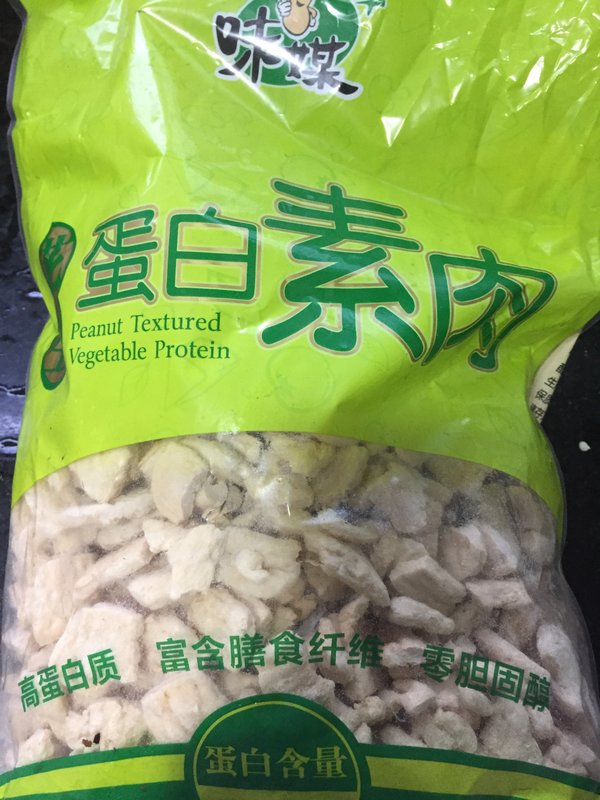 味媒
蛋白素肉
Peanut Textured
Vegetable Protein
高蛋白质 富含膳食纤维 零胆固醇
蛋白含量